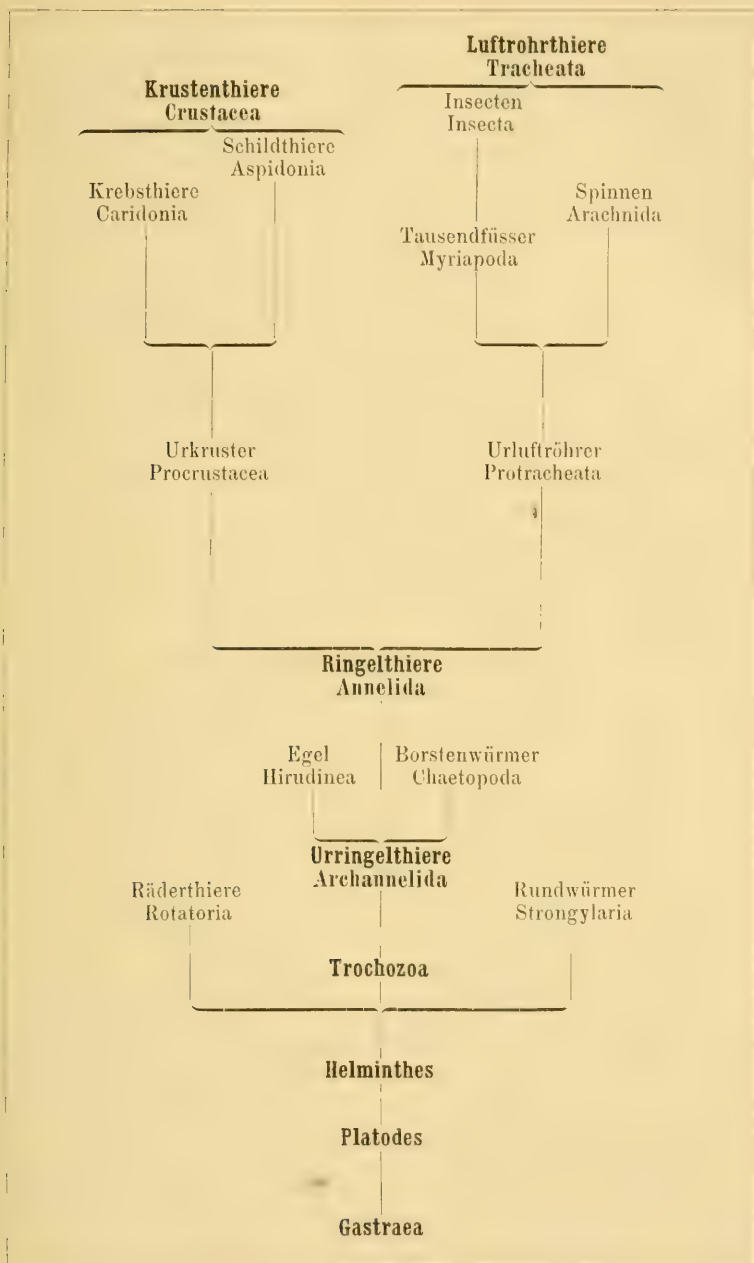 Luftrohrthiere
Tracheata
Krustenthiere
Crustacea
Insecten
Insecta
Schildthiere
Aspidonia
Krebsthiere
Caridonia
Spinnen
Arachnida
Tausendfüsser
Myriapoda
Urkruster
Procrustacea
Urluftröhrer
Protracheata
Ringelthiere
Annelida
Egel
Hirudinea
Borstenwürmer
Chaetopoda
Urringelthiere
Archannelida
Räderthiere
Rotatoria
Rundwürmer
Strongylaria
Trochozoa
Helminthes
Platodes
Gastraea